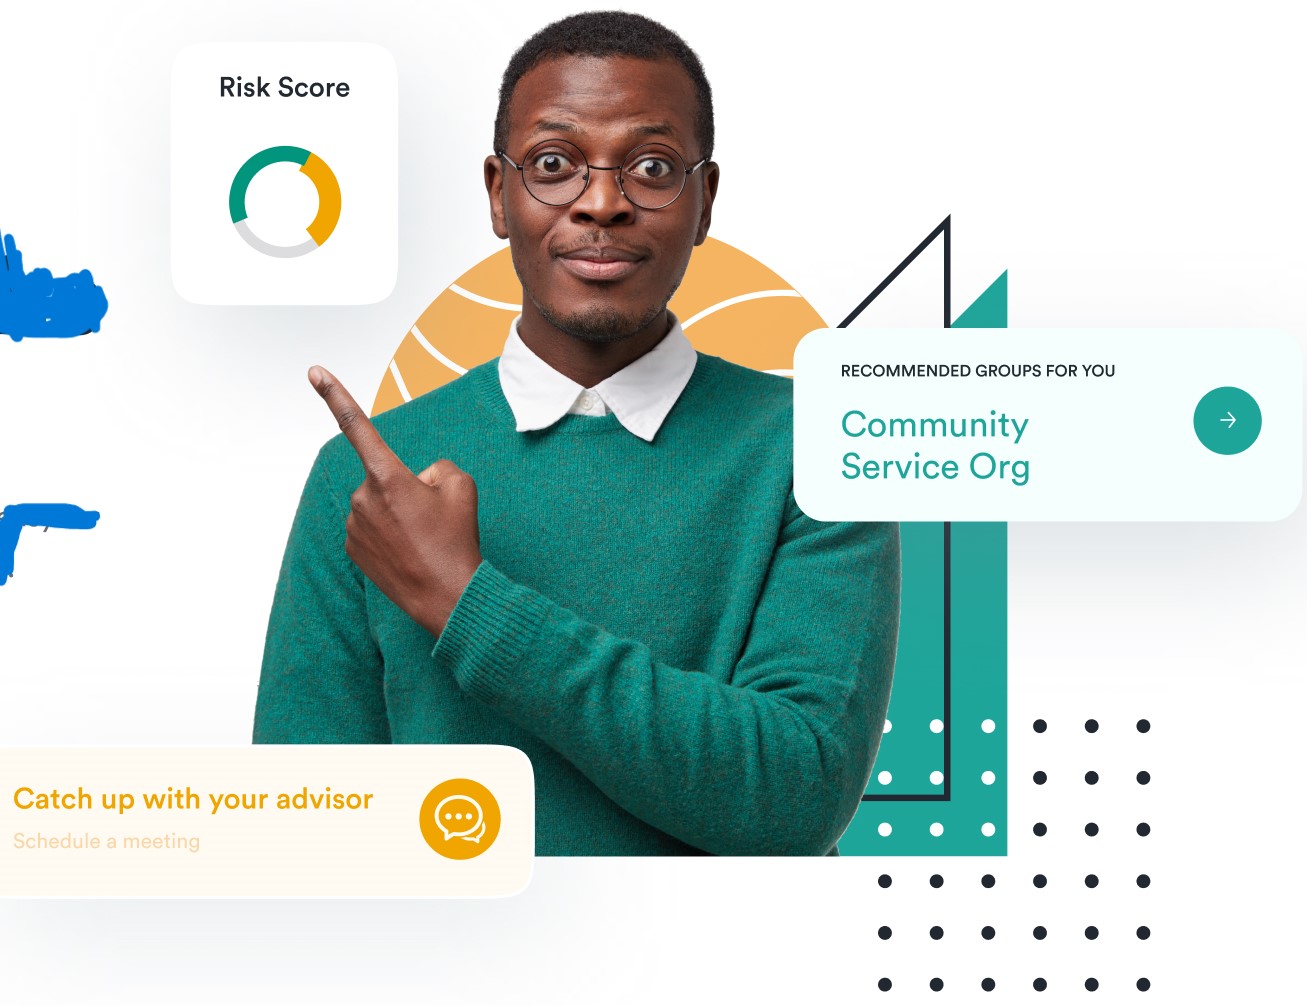 Risk Score
RECOMMENDED GROUPS FOR YOU
Community
Service Org
Catch up with your advisor
Schedule a meeting